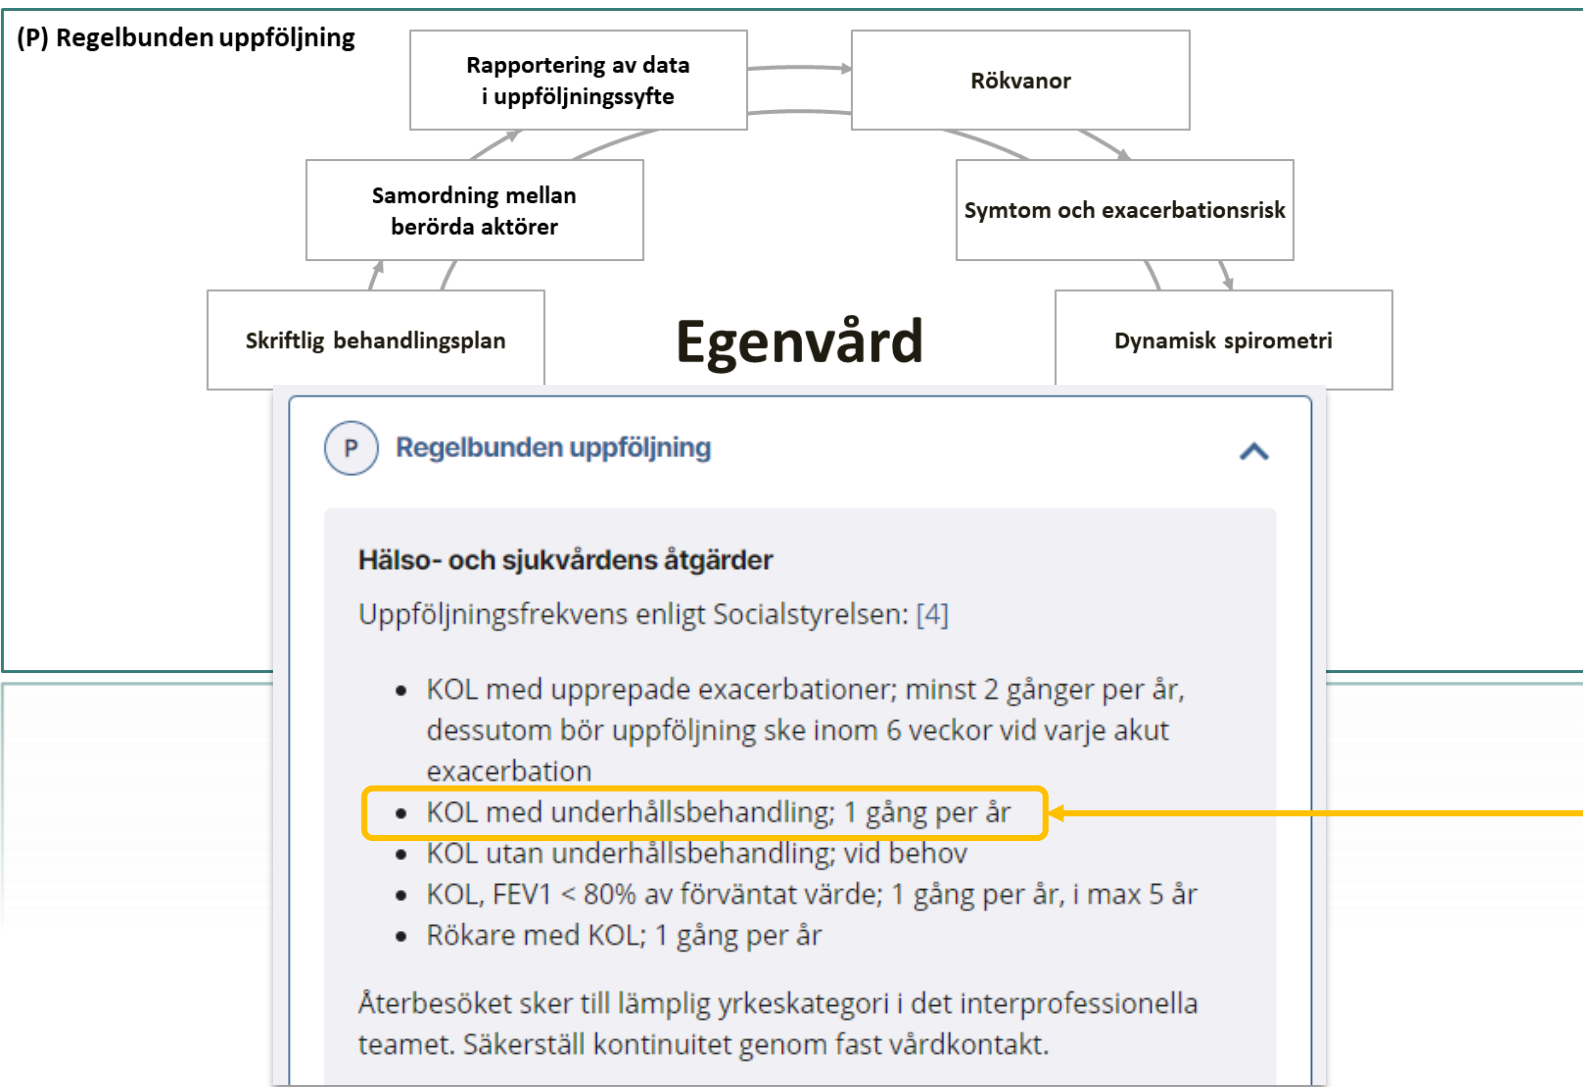 (P) Regelbunden uppföljning
Rapportering av data
i uppföljningssyfte
Rökvanor
Samordning mellan
berörda aktörer
Symtom och exacerbationsrisk
Skriftlig behandlingsplan
Egenvård
Dynamisk spirometri
P
Regelbunden uppföljning
Hälso- och sjukvårdens åtgärder
Uppföljningsfrekvens enligt Socialstyrelsen: [4]
• KOL med upprepade exacerbationer; minst 2 gånger per år,
dessutom bör uppföljning ske inom 6 veckor vid varje akut
exacerbation
• KOL med underhållsbehandling; 1 gång per år
• KOL utan underhållsbehandling; vid behov
• KOL, FEV1 < 80% av förväntat värde; 1 gång per år, i max 5 år
• Rökare med KOL; 1 gång per år
Återbesöket sker till lämplig yrkeskategori i det interprofessionella
teamet. Säkerställ kontinuitet genom fast vårdkontakt.